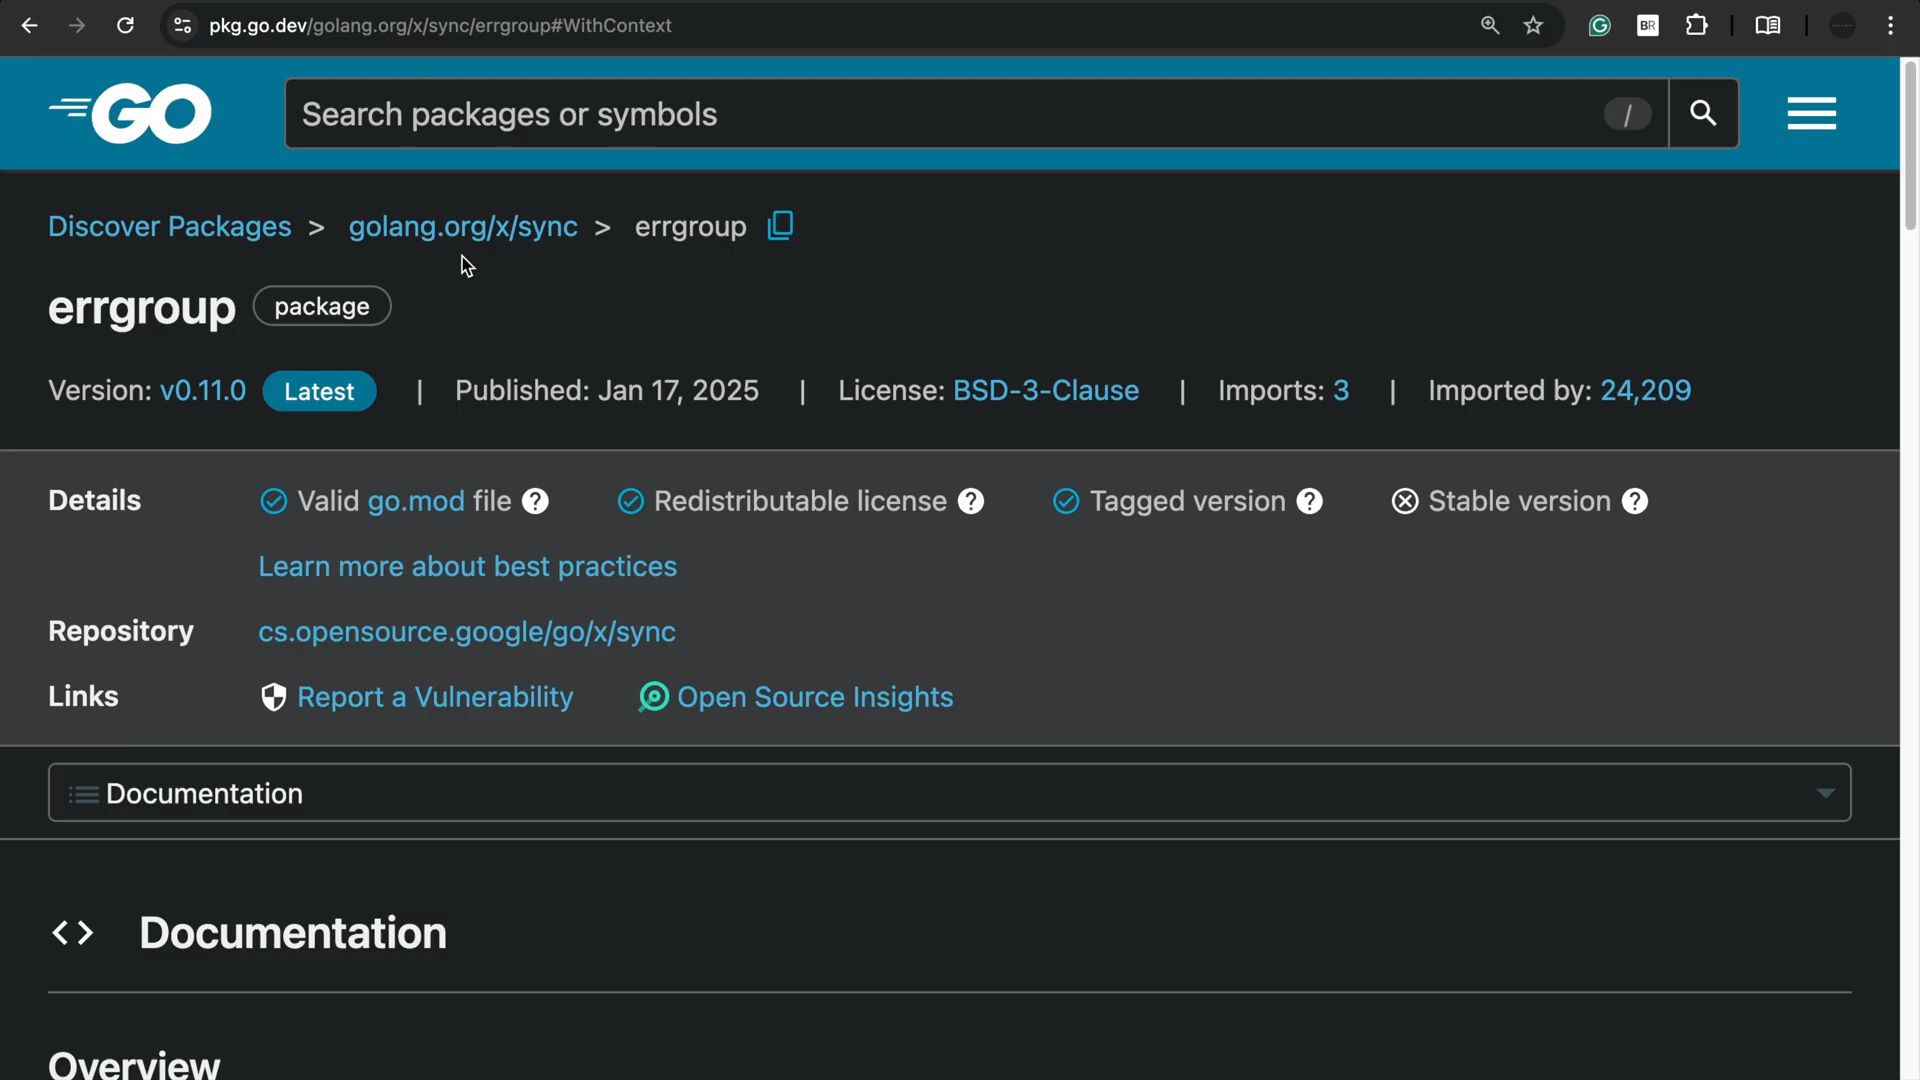 pkg.go.dev/golang.org/x/sync/errgroup#WithContext
BR
GO
Search packages or symbols /
Discover Packages > golang.org/x/sync > errgroup
errgroup package
Version: v0.11.0 Latest | Published: Jan 17, 2025 | License: BSD-3-Clause | Imports: 3 | Imported by: 24,209
Details Valid go.mod file ? Redistributable license ? Tagged version ? Stable version ?
Learn more about best practices
Repository cs.opensource.google/go/x/sync
Links Report a Vulnerability Open Source Insights
Documentation
<> Documentation
Overview